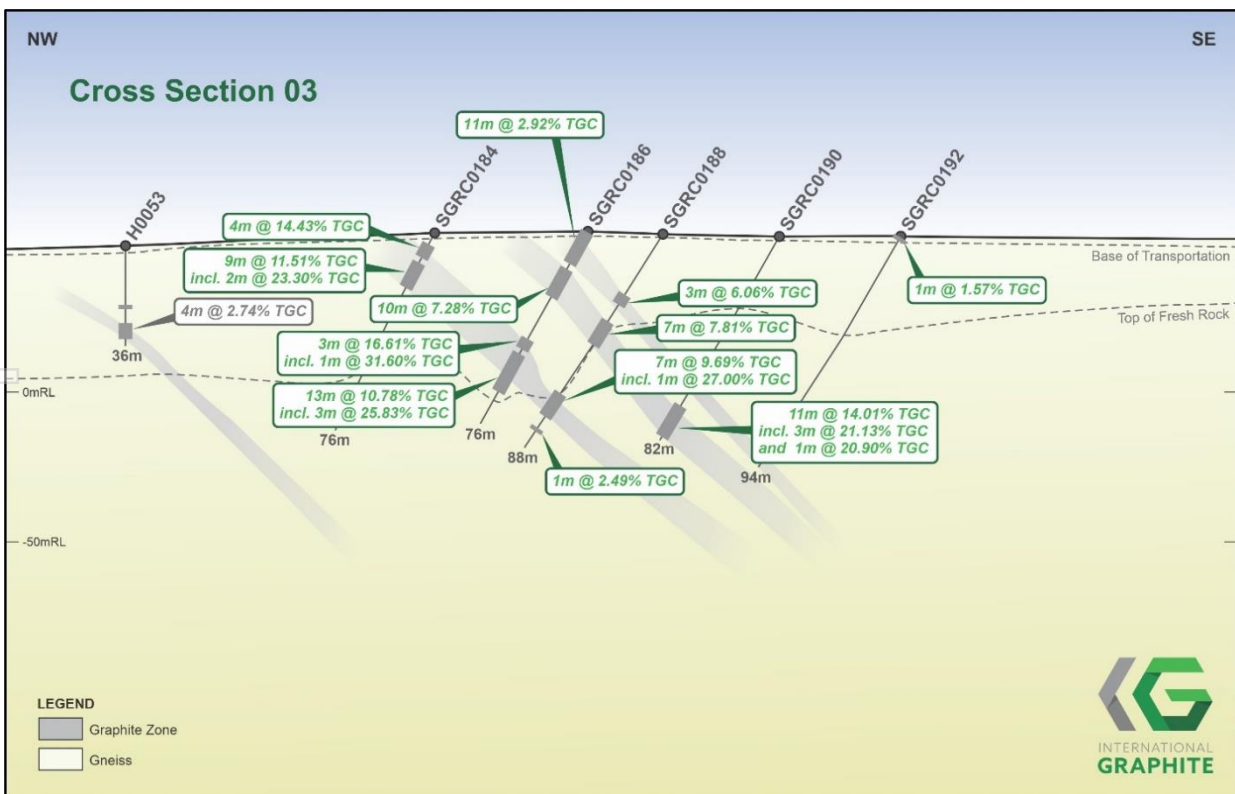 NW
SE
Cross Section 03
11m @ 2.92% TGC
H0053
SGRC0184
SGRC0186
SGRC0188
SGRC0190
SGRC0192
4m @ 14.43% TGC
9m @ 11.51% TGC
incl. 2m @ 23.30% TGC
Base of Transportation
10m @ 7.28% TGC
3m @ 6.06% TGC
1m @ 1.57% TGC
4m @ 2.74% TGC
7m @ 7.81% TGC
Top of Fresh Rock
36m
3m @ 16.61% TGC
incl. 1m @ 31.60% TGC
7m @ 9.69% TGC
incl. 1m @ 27.00% TGC
0mRL
13m @ 10.78% TGC
incl. 3m @ 25.83% TGC
11m @ 14.01% TGC
incl. 3m @ 21.13% TGC
and 1m @ 20.90% TGC
76m
76m
88m
82m
94m
1m @ 2.49% TGC
-50mRL
LEGEND
Graphite Zone
Gneiss
INTERNATIONAL
GRAPHITE